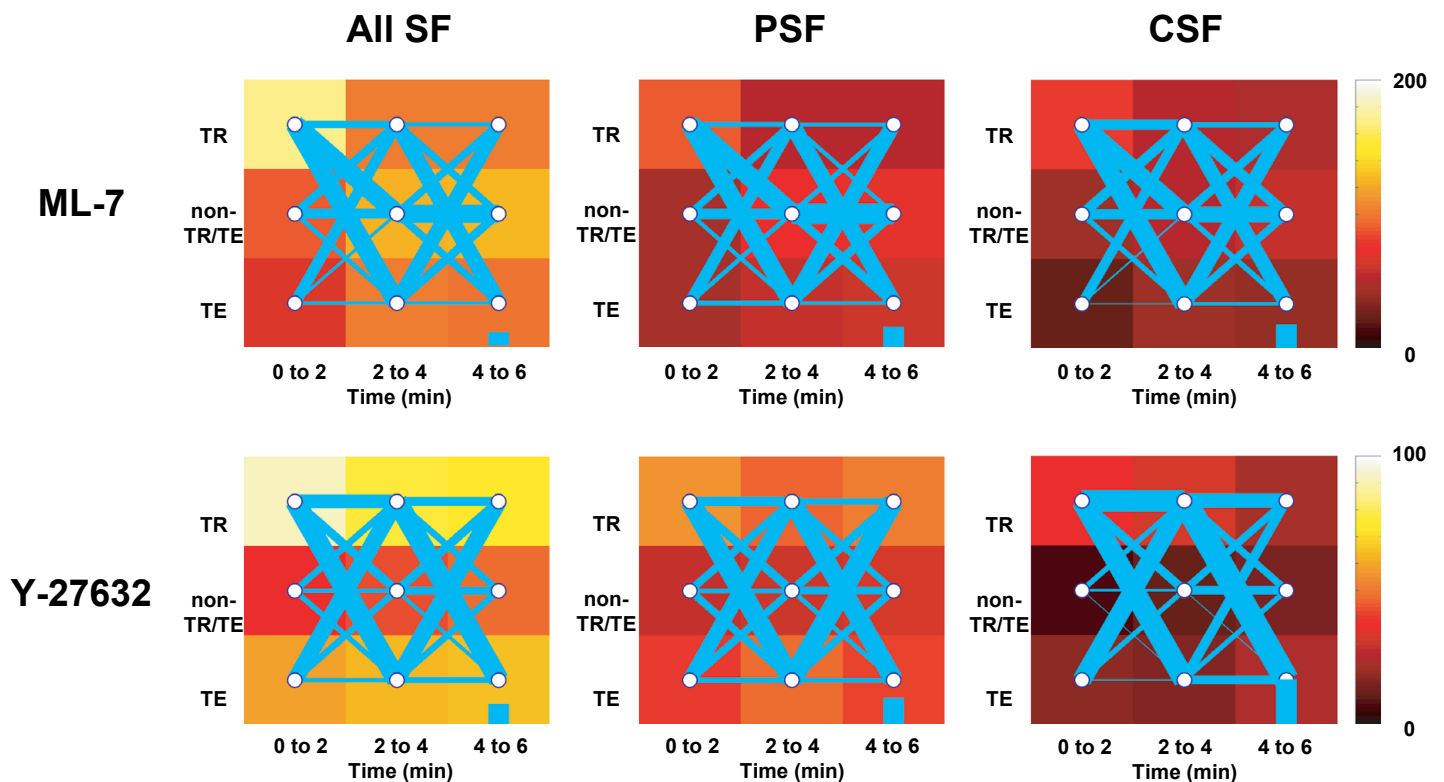 All SF PSF CSF
ML-7
TR
non-
TR/TE
TE
0 to 2 2 to 4 4 to 6
Time (min)
TR
non-
TR/TE
TE
0 to 2 2 to 4 4 to 6
Time (min)
TR
non-
TR/TE
TE
0 to 2 2 to 4 4 to 6
Time (min)
200
0
Y-27632
TR
non-
TR/TE
TE
0 to 2 2 to 4 4 to 6
Time (min)
TR
non-
TR/TE
TE
0 to 2 2 to 4 4 to 6
Time (min)
TR
non-
TR/TE
TE
0 to 2 2 to 4 4 to 6
Time (min)
100
0